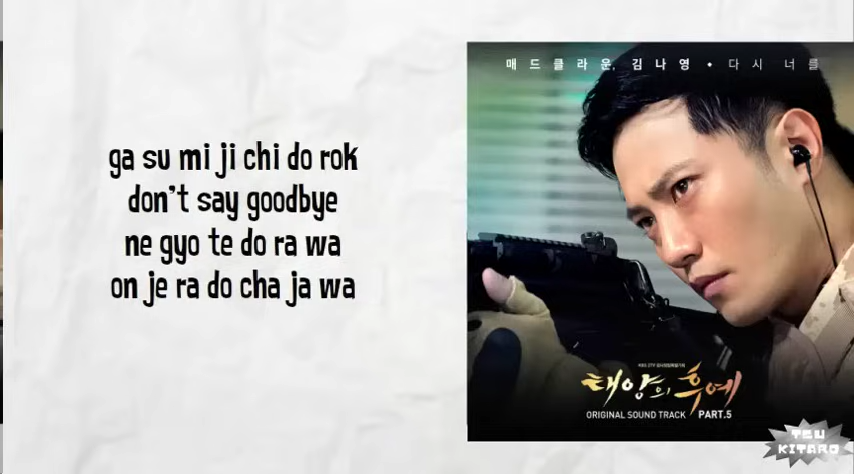 ga su mi ji chi do rok
don't say goodbye
ne gyo te do ra wa
on je ra do cha ja wa
매드클라운, 김나영 • 다시 너를
태양의 후예
ORIGINAL SOUND TRACK PART.5
TEU
KITARO